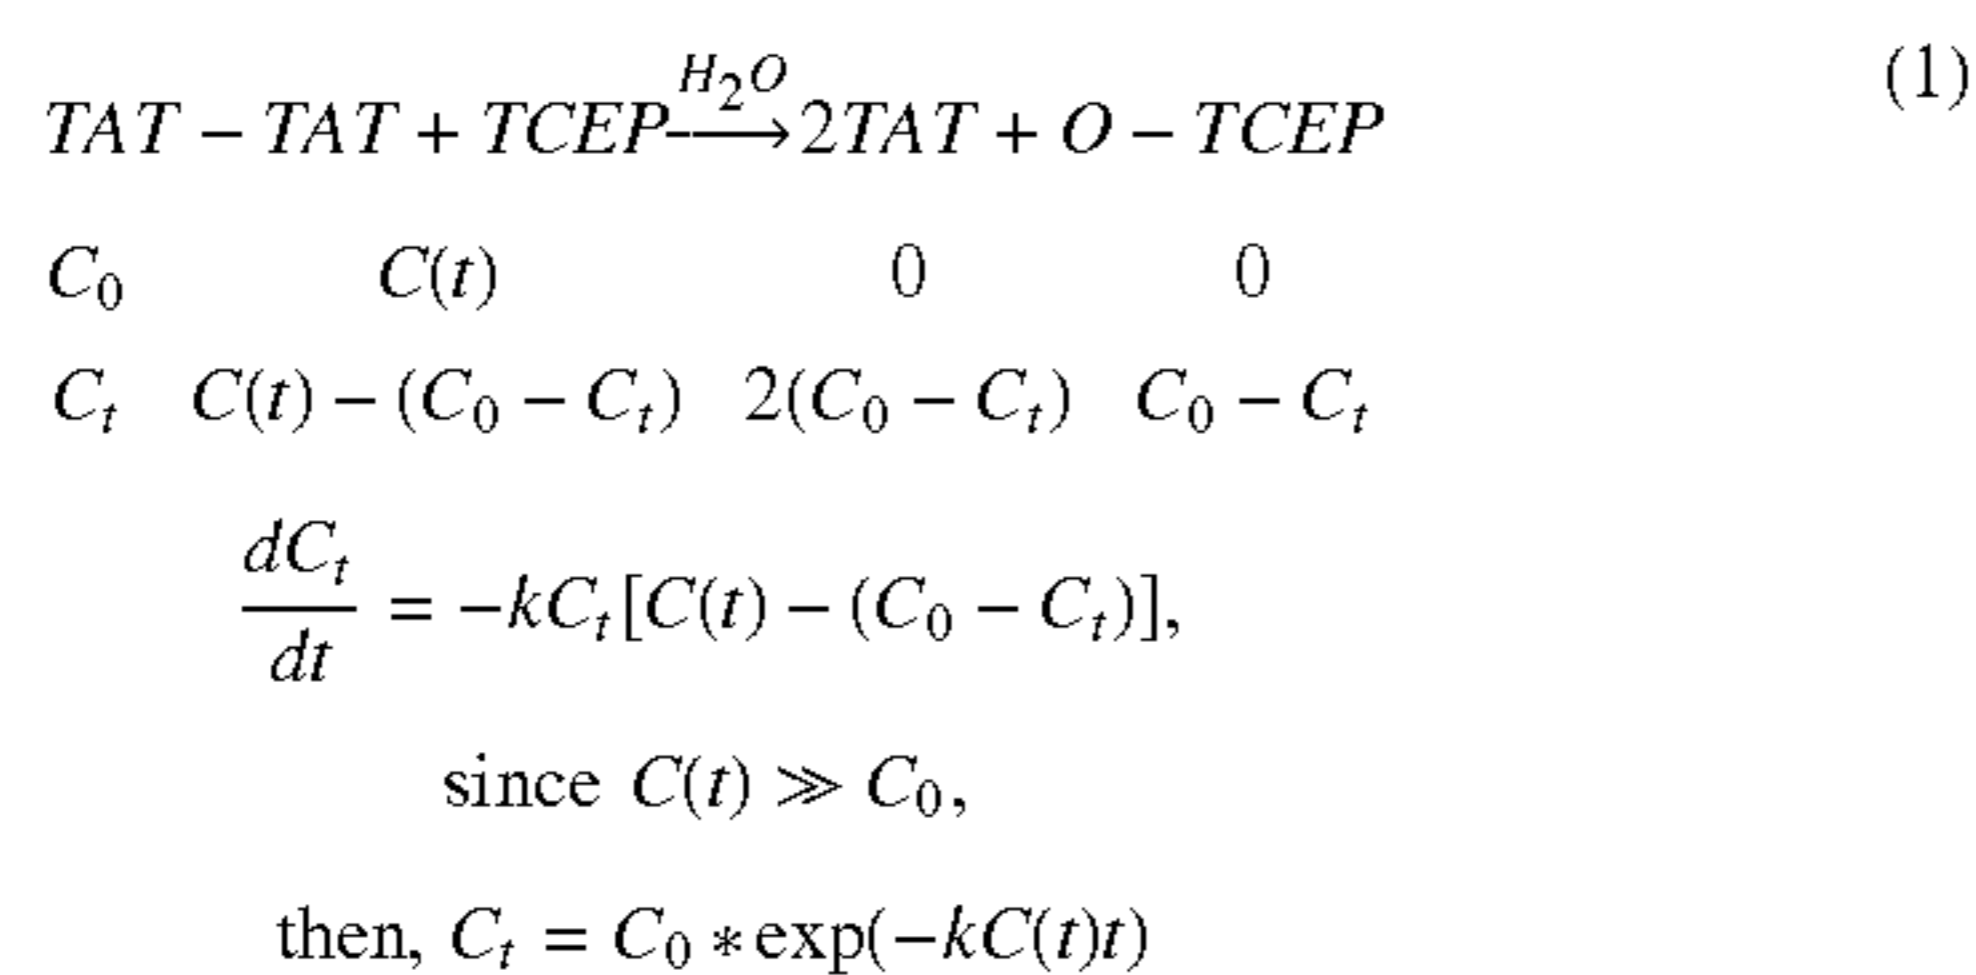 TAT − TAT + TCEP —H₂O→ 2TAT + O − TCEP (1)
C₀ C(t) 0 0
Cₜ C(t) − (C₀ − Cₜ) 2(C₀ − Cₜ) C₀ − Cₜ
dCₜ/dt = −kCₜ[C(t) − (C₀ − Cₜ)],
since C(t) ≫ C₀,
then, Cₜ = C₀ * exp(−kC(t)t)